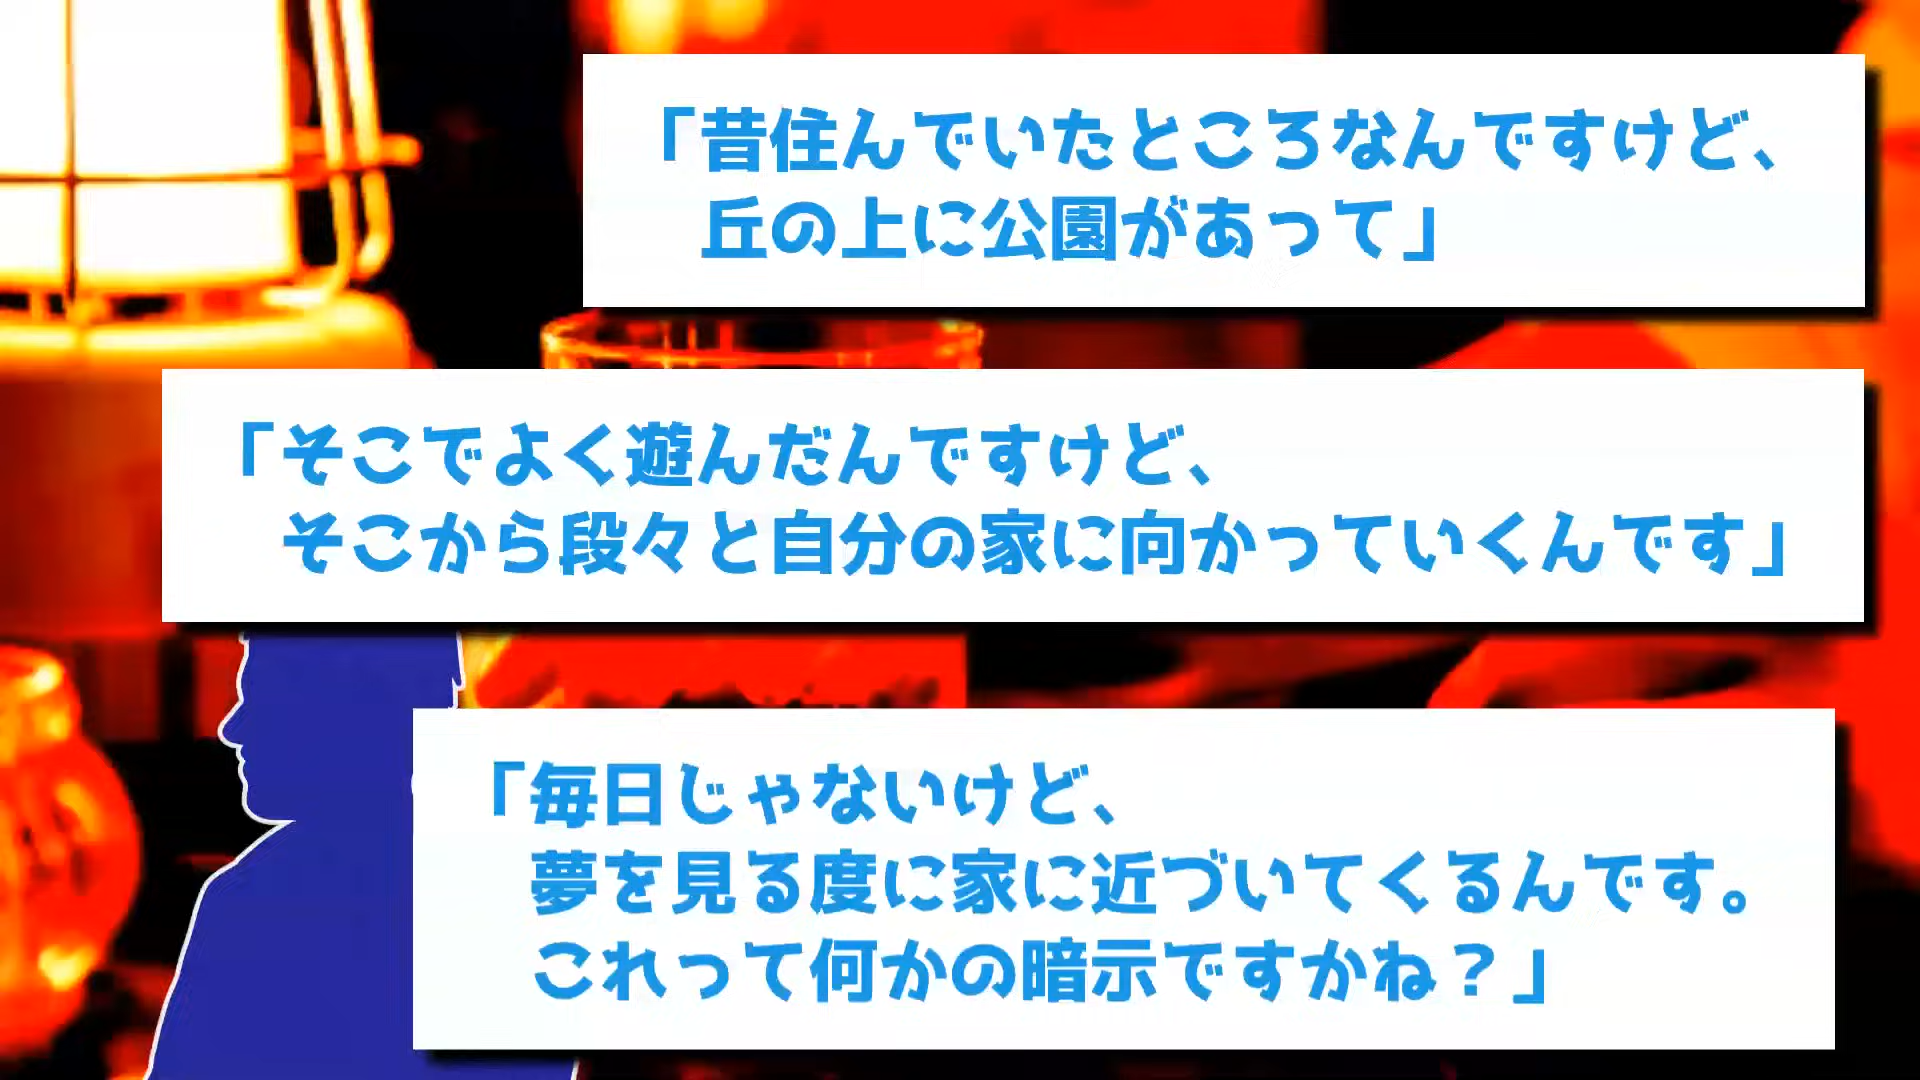 「昔住んでいたところなんですけど、
丘の上に公園があって」
「そこでよく遊んだんですけど、
そこから段々と自分の家に向かっていくんです」
「毎日じゃないけど、
夢を見る度に家に近づいてくるんです。
これって何かの暗示ですかね？」